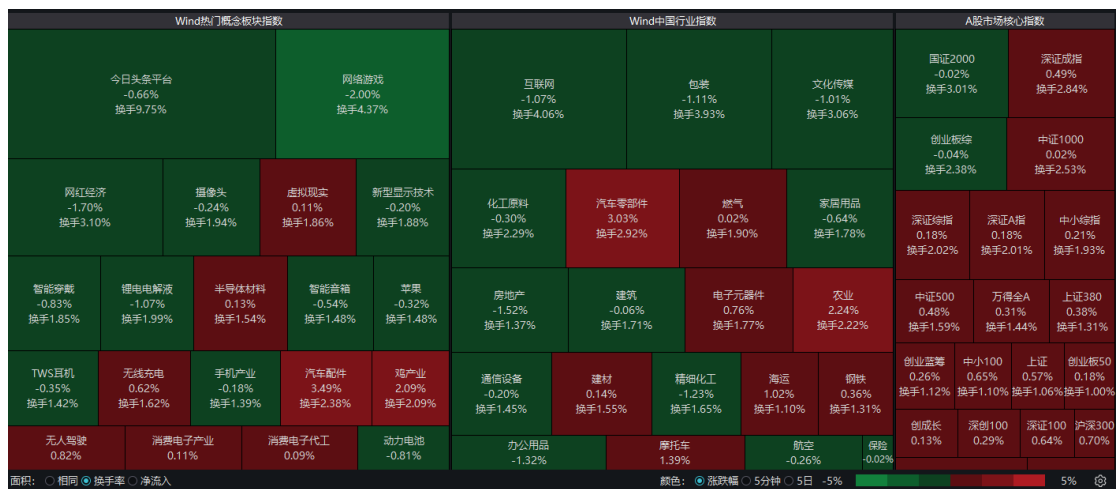 Wind热门概念板块指数
今日头条平台
-0.66%
换手9.75%
网络游戏
-2.00%
换手4.37%
网红经济
-1.70%
换手3.10%
摄像头
-0.24%
换手1.94%
虚拟现实
0.11%
换手1.86%
新型显示技术
-0.20%
换手1.88%
智能穿戴
-0.83%
换手1.85%
锂电电解液
-1.07%
换手1.99%
半导体材料
0.13%
换手1.54%
智能音箱
-0.54%
换手1.48%
苹果
-0.32%
换手1.48%
TWS耳机
-0.35%
换手1.42%
无线充电
0.62%
换手1.62%
手机产业
-0.18%
换手1.39%
汽车配件
3.49%
换手2.38%
鸡产业
2.09%
换手2.09%
无人驾驶
0.82%
消费电子产业
0.11%
消费电子代工
0.09%
动力电池
-0.81%
Wind中国行业指数
互联网
-1.07%
换手4.06%
包装
-1.11%
换手3.93%
文化传媒
-1.01%
换手3.06%
化工原料
-0.30%
换手2.29%
汽车零部件
3.03%
换手2.92%
燃气
0.02%
换手1.90%
家居用品
-0.64%
换手1.78%
房地产
-1.52%
换手1.37%
建筑
-0.06%
换手1.71%
电子元器件
0.76%
换手1.77%
农业
2.24%
换手2.22%
通信设备
-0.20%
换手1.45%
建材
0.14%
换手1.55%
精细化工
-1.23%
换手1.65%
海运
1.02%
换手1.10%
钢铁
0.36%
换手1.31%
办公用品
-1.32%
摩托车
1.39%
航空
-0.26%
保险
-0.02%
A股市场核心指数
国证2000
-0.02%
换手3.01%
深证成指
0.49%
换手2.84%
创业板综
-0.04%
换手2.38%
中证1000
0.02%
换手2.53%
深证综指
0.18%
换手2.02%
深证A指
0.18%
换手2.01%
中小综指
0.21%
换手1.93%
中证500
0.48%
换手1.59%
万得全A
0.31%
换手1.44%
上证380
0.38%
换手1.31%
创业蓝筹
0.26%
换手1.12%
中小100
0.65%
换手1.10%
上证
0.57%
换手1.06%
创业板50
0.18%
换手1.00%
创成长
0.13%
深创100
0.29%
深证100
0.64%
沪深300
0.70%
面积： 相同 换手率 净流入
颜色： 涨跌幅 5分钟 5日 -5% 5%